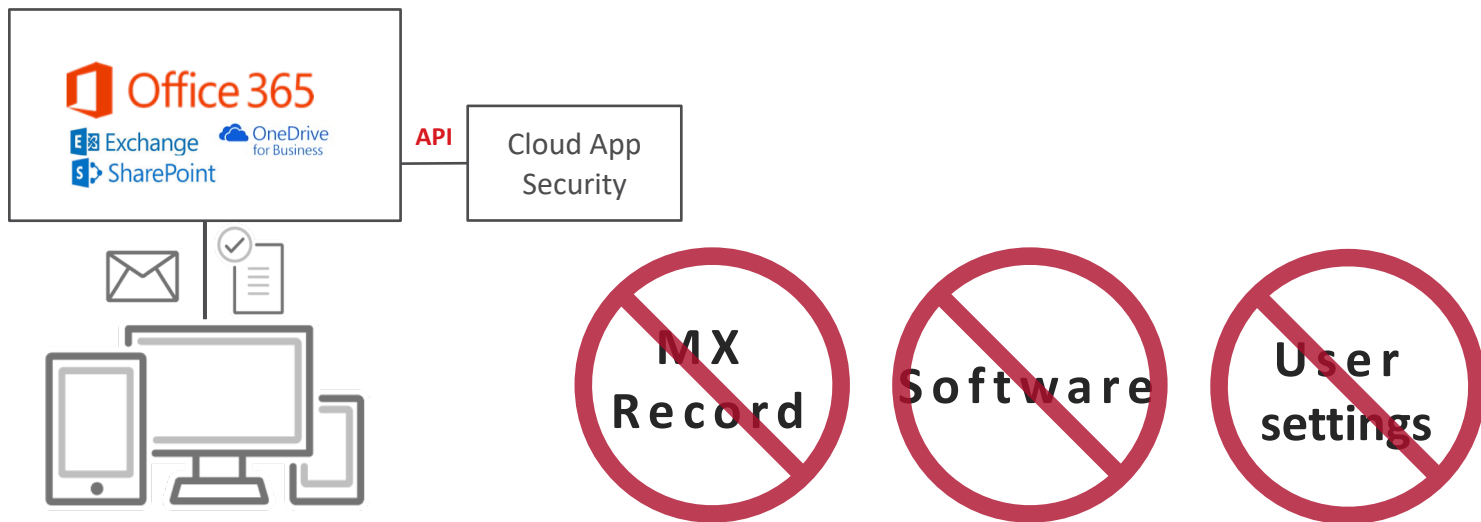 Office 365
E Exchange
OneDrive
for Business
S SharePoint
API
Cloud App
Security
MX
Record
Software
User
settings